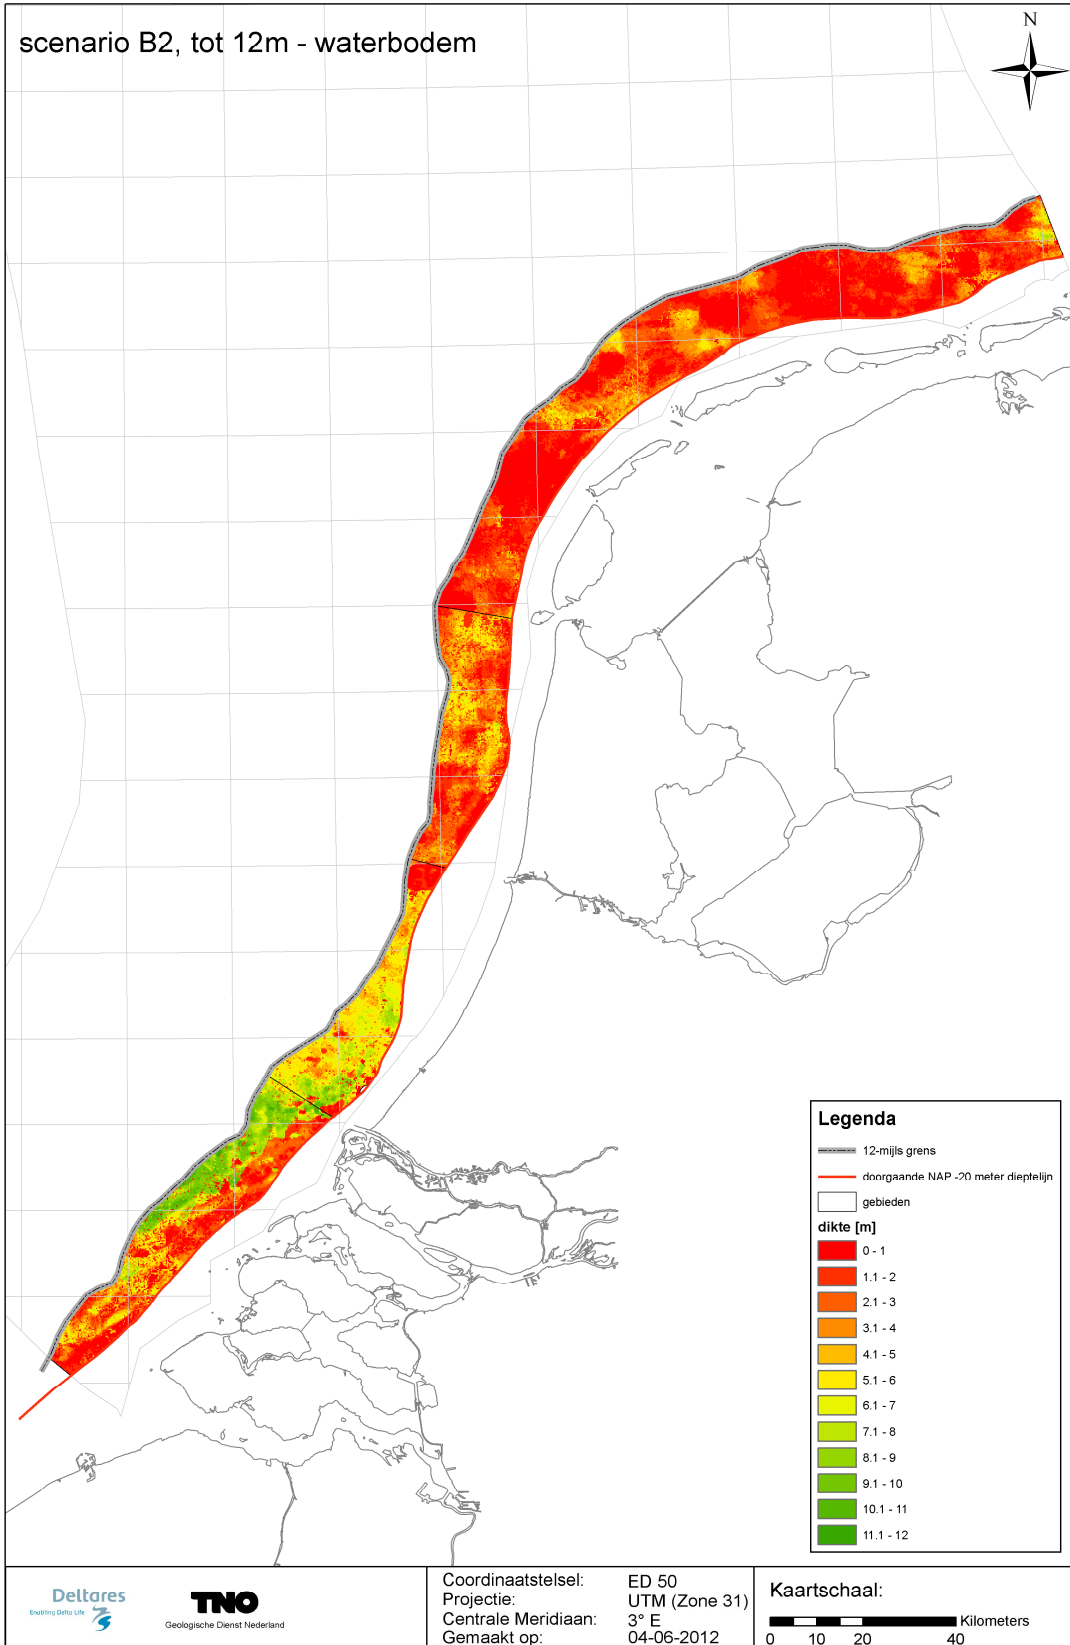 scenario B2, tot 12m - waterbodem
N
Legenda
12-mijls grens
doorgaande NAP -20 meter dieptelijn
gebieden
dikte [m]
0 - 1
1.1 - 2
2.1 - 3
3.1 - 4
4.1 - 5
5.1 - 6
6.1 - 7
7.1 - 8
8.1 - 9
9.1 - 10
10.1 - 11
11.1 - 12
Deltares
Enabling Delta Life
TNO
Geologische Dienst Nederland
Coordinaatstelsel: ED 50
Projectie: UTM (Zone 31)
Centrale Meridiaan: 3° E
Gemaakt op: 04-06-2012
Kaartschaal:
Kilometers
0 10 20 40